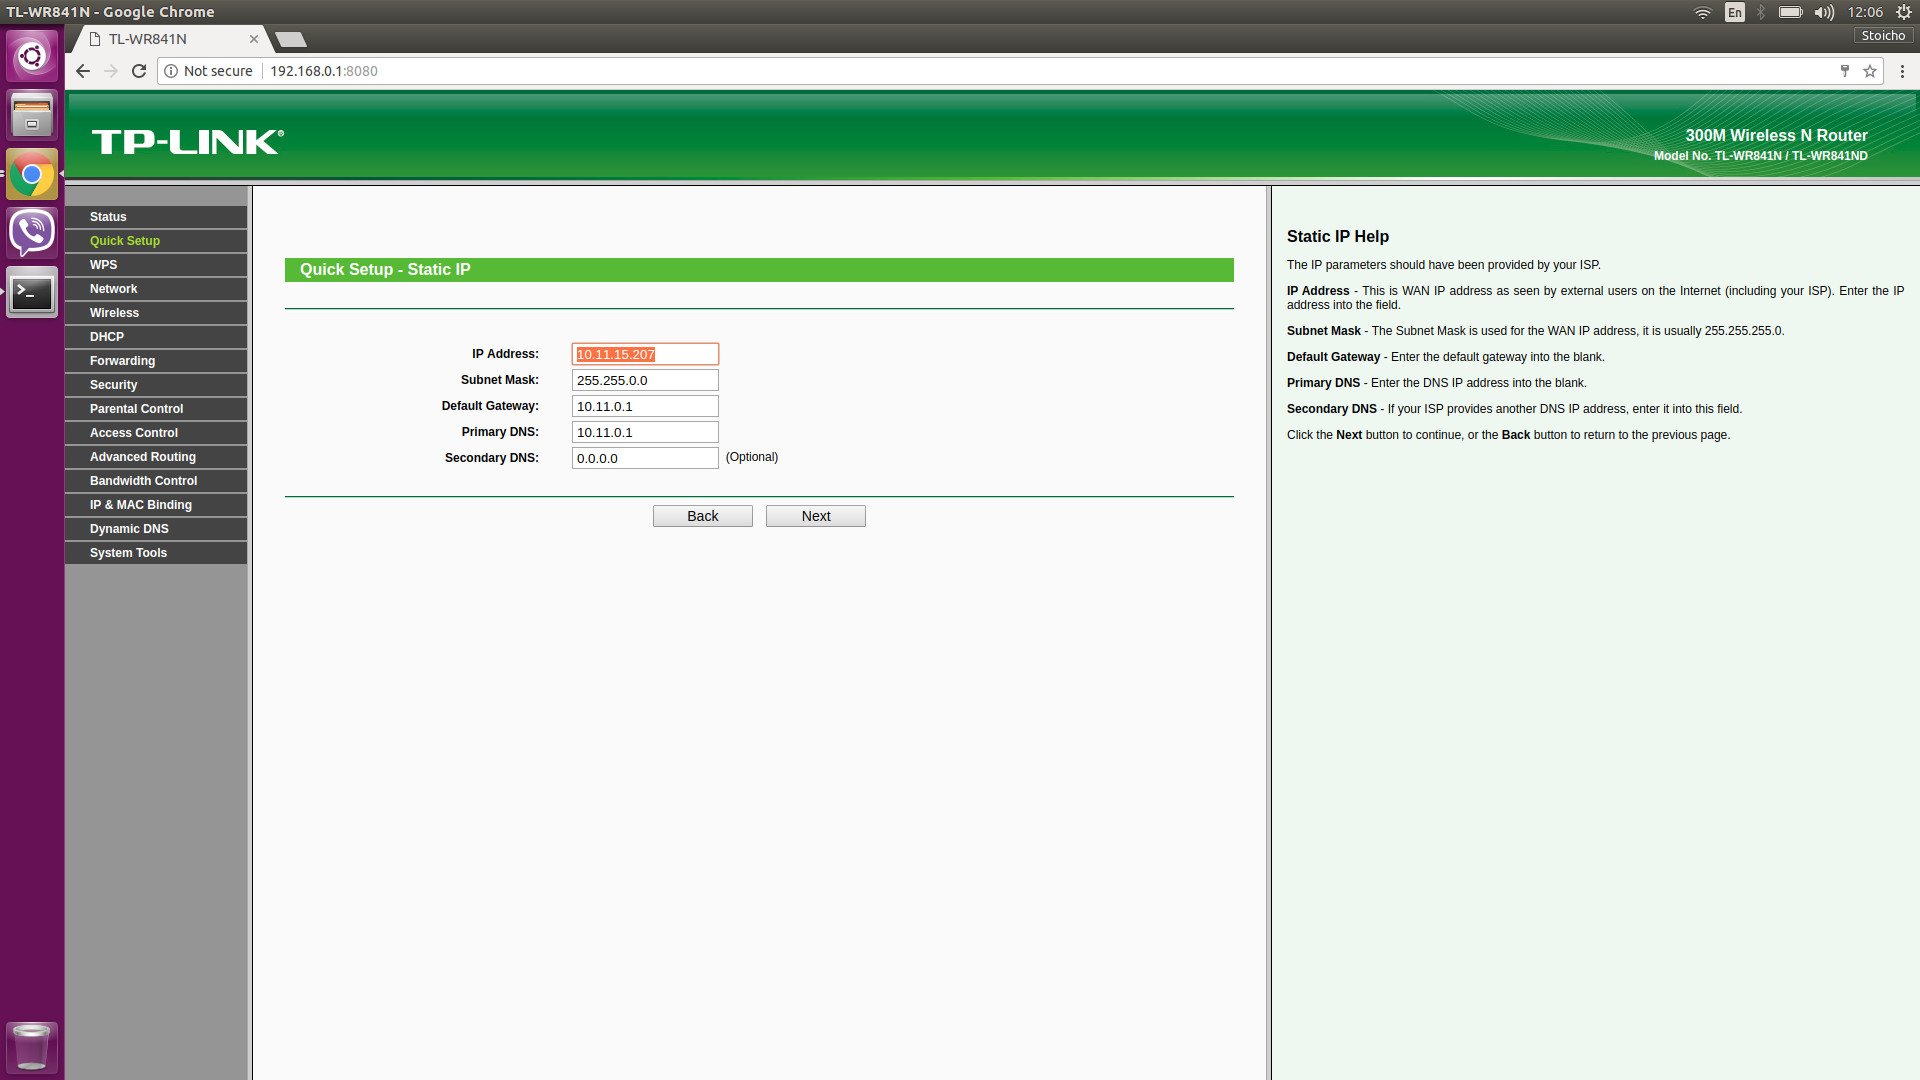 TL-WR841N - Google Chrome
En
12:06
TL-WR841N
Stoicho
Not secure
192.168.0.1:8080
TP-LINK®
300M Wireless N Router
Model No. TL-WR841N / TL-WR841ND
Status
Quick Setup
WPS
Network
Wireless
DHCP
Forwarding
Security
Parental Control
Access Control
Advanced Routing
Bandwidth Control
IP & MAC Binding
Dynamic DNS
System Tools
Quick Setup - Static IP
IP Address: 10.11.15.207
Subnet Mask: 255.255.0.0
Default Gateway: 10.11.0.1
Primary DNS: 10.11.0.1
Secondary DNS: 0.0.0.0 (Optional)
Back Next
Static IP Help
The IP parameters should have been provided by your ISP.
IP Address - This is WAN IP address as seen by external users on the Internet (including your ISP). Enter the IP
address into the field.
Subnet Mask - The Subnet Mask is used for the WAN IP address, it is usually 255.255.255.0.
Default Gateway - Enter the default gateway into the blank.
Primary DNS - Enter the DNS IP address into the blank.
Secondary DNS - If your ISP provides another DNS IP address, enter it into this field.
Click the Next button to continue, or the Back button to return to the previous page.